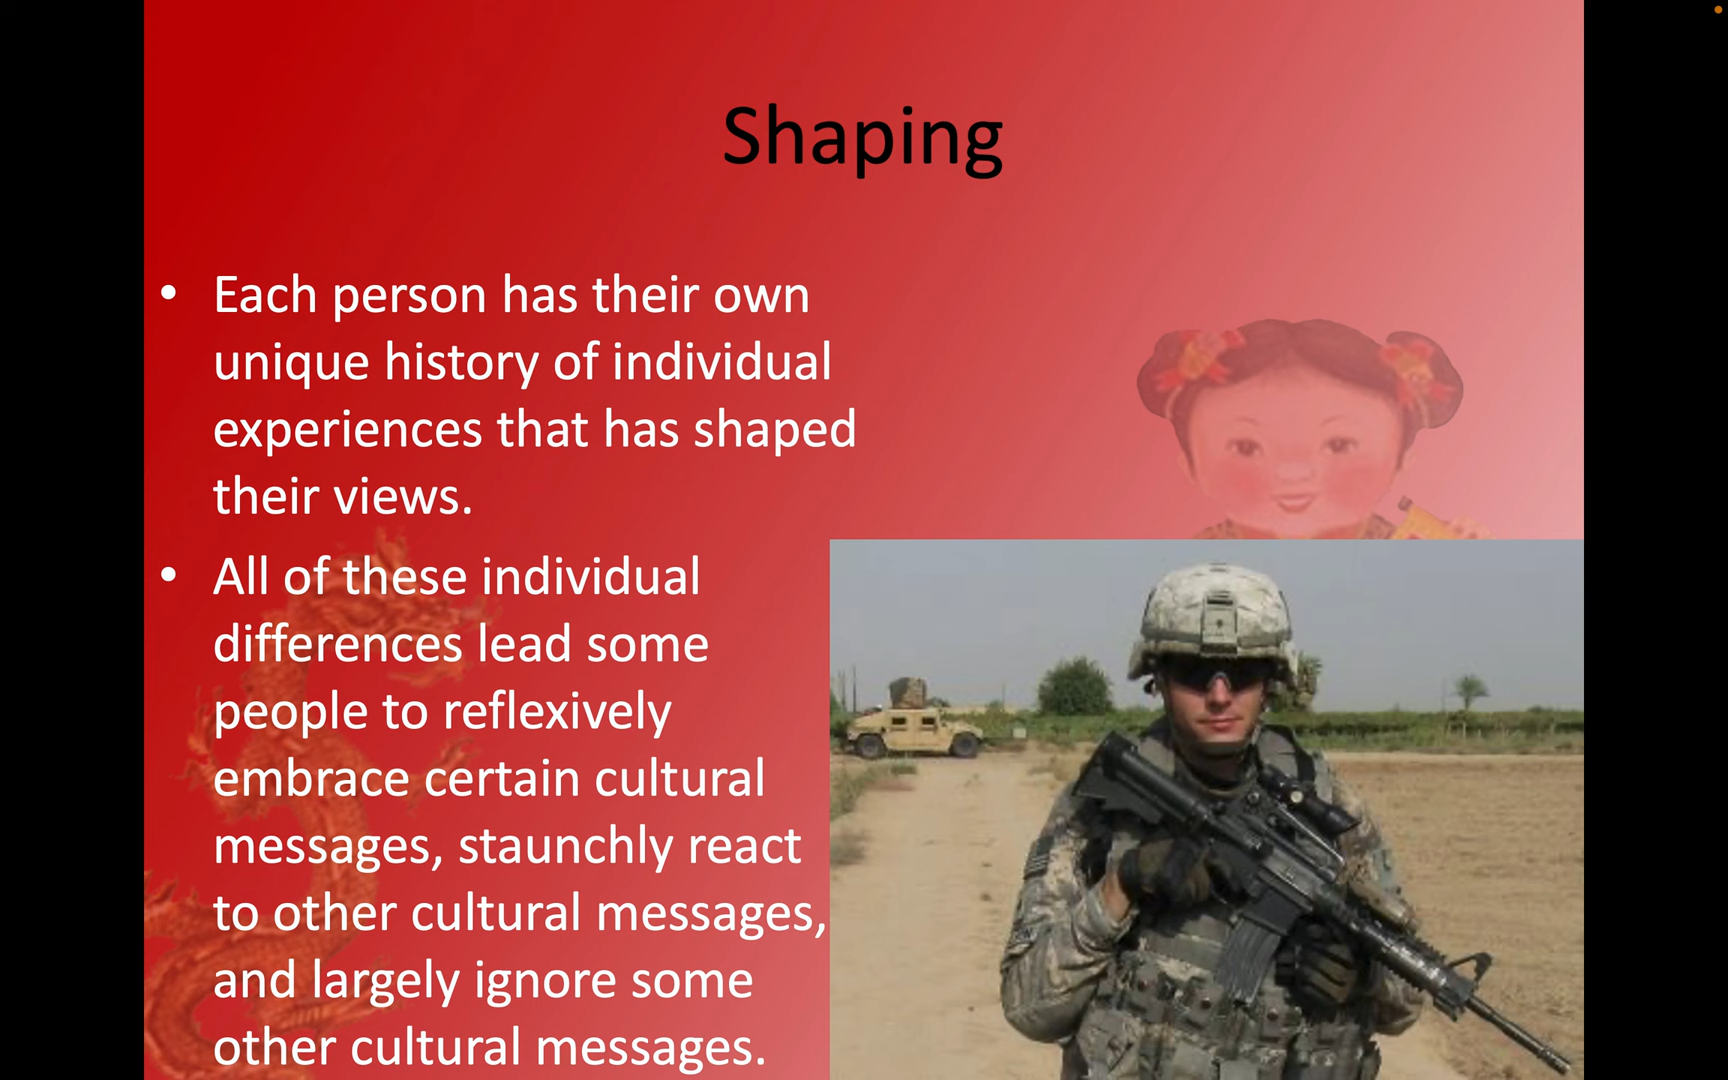 Shaping
• Each person has their own
unique history of individual
experiences that has shaped
their views.
• All of these individual
differences lead some
people to reflexively
embrace certain cultural
messages, staunchly react
to other cultural messages,
and largely ignore some
other cultural messages.